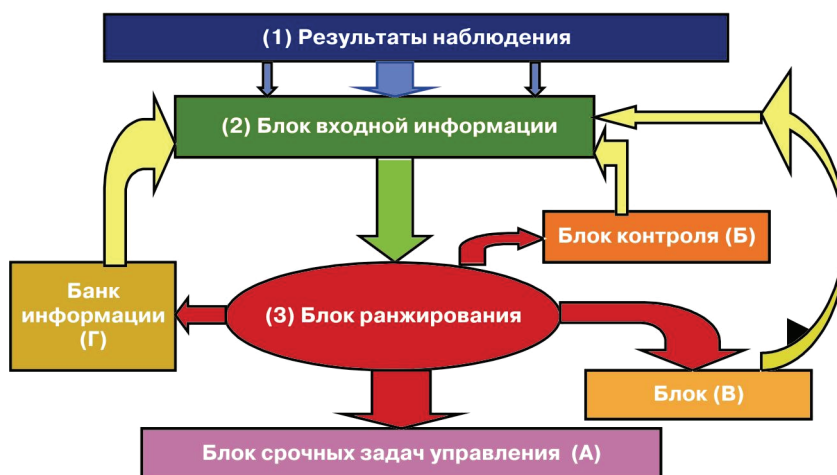 (1) Результаты наблюдения
(2) Блок входной информации
Блок контроля (Б)
Банк
информации
(Г)
(3) Блок ранжирования
Блок (В)
Блок срочных задач управления (А)